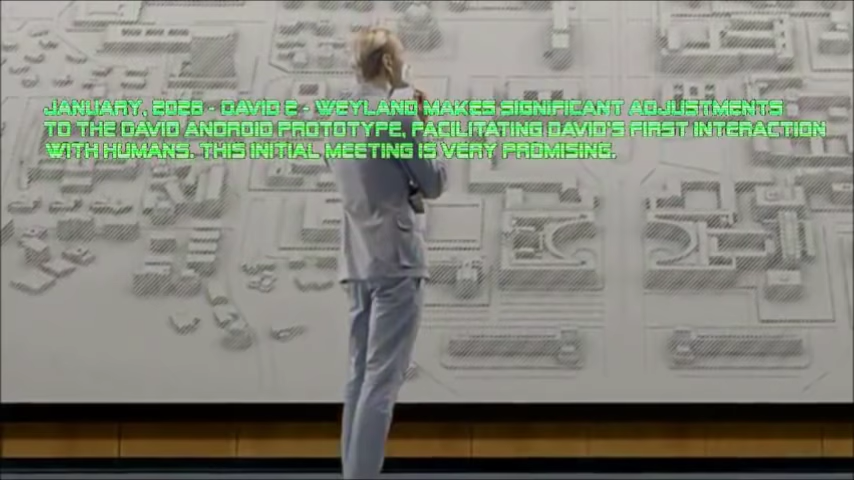 JANUARY, 2028 - DAVID 2 - WEYLAND MAKES SIGNIFICANT ADJUSTMENTS
TO THE DAVID ANDROID PROTOTYPE, FACILITATING DAVID'S FIRST INTERACTION
WITH HUMANS. THIS INITIAL MEETING IS VERY PROMISING.